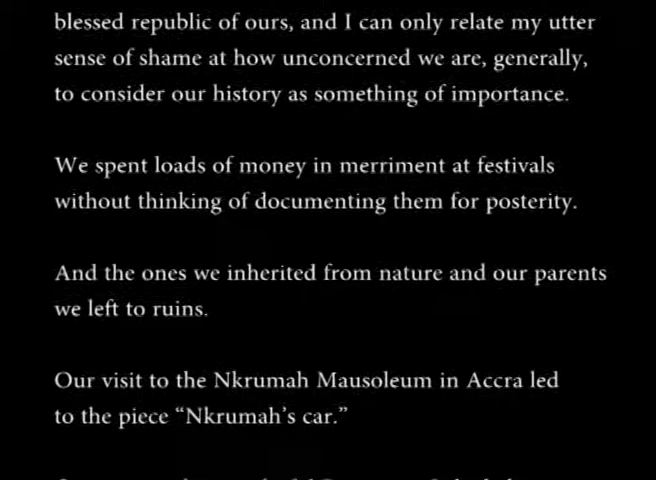 blessed republic of ours, and I can only relate my utter
sense of shame at how unconcerned we are, generally,
to consider our history as something of importance.
We spent loads of money in merriment at festivals
without thinking of documenting them for posterity.
And the ones we inherited from nature and our parents
we left to ruins.
Our visit to the Nkrumah Mausoleum in Accra led
to the piece “Nkrumah’s car.”